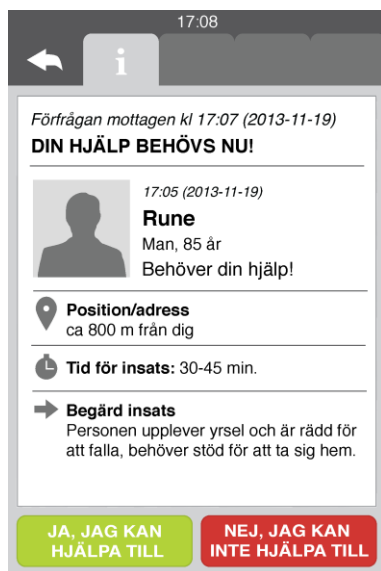 17:08
i
Förfrågan mottagen kl 17:07 (2013-11-19)
DIN HJÄLP BEHÖVS NU!
17:05 (2013-11-19)
Rune
Man, 85 år
Behöver din hjälp!
Position/adress
ca 800 m från dig
Tid för insats: 30-45 min.
Begärd insats
Personen upplever yrsel och är rädd för
att falla, behöver stöd för att ta sig hem.
JA, JAG KAN
HJÄLPA TILL
NEJ, JAG KAN
INTE HJÄLPA TILL